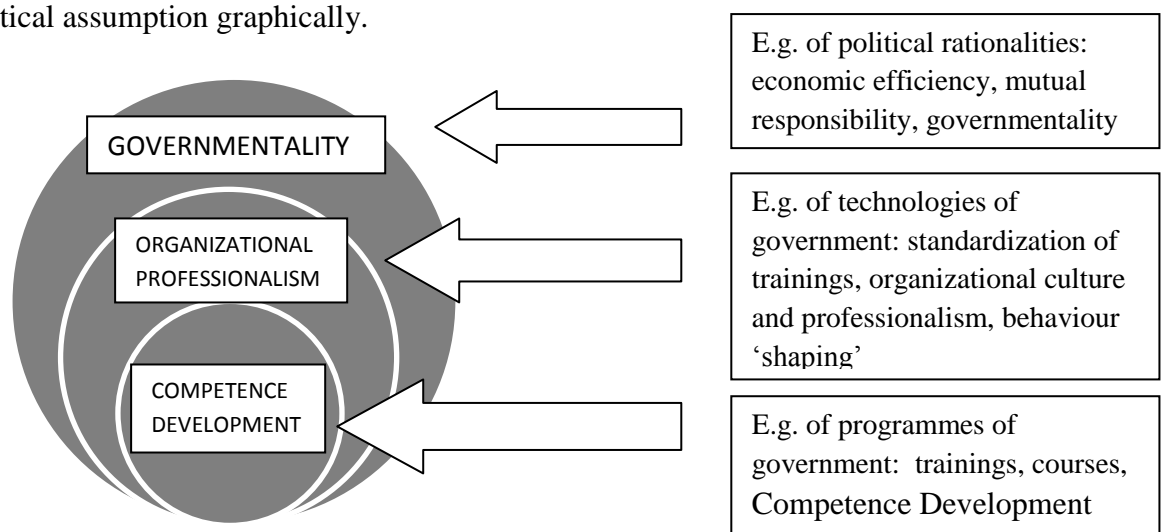 tical assumption graphically.
E.g. of political rationalities:
economic efficiency, mutual
responsibility, governmentality
GOVERNMENTALITY
E.g. of technologies of
government: standardization of
trainings, organizational culture
and professionalism, behaviour
‘shaping’
ORGANIZATIONAL
PROFESSIONALISM
E.g. of programmes of
government: trainings, courses,
Competence Development
COMPETENCE
DEVELOPMENT